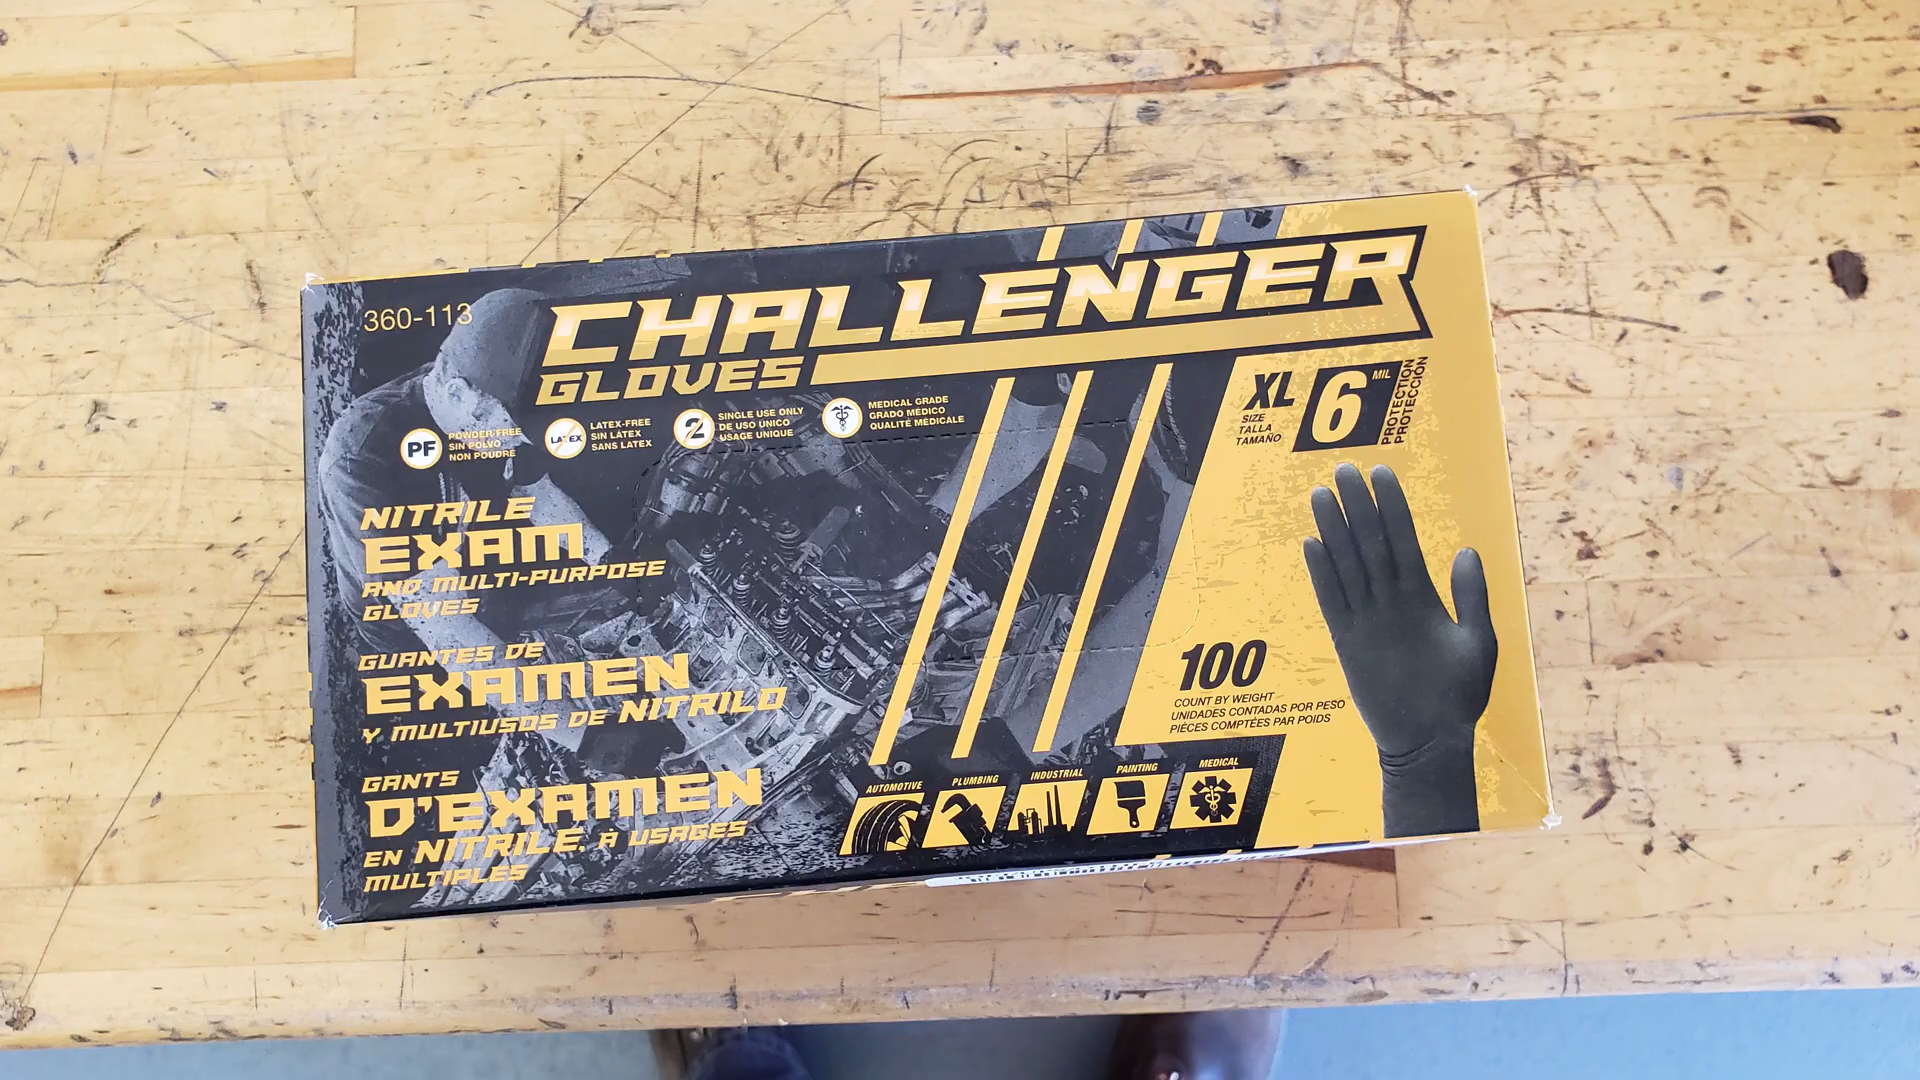 360-113
CHALLENGER
GLOVES
PF
POWDER-FREE
SIN POLVO
NON POUDRE
LATEX
LATEX-FREE
SIN LÁTEX
SANS LATEX
2
SINGLE USE ONLY
DE USO UNICO
USAGE UNIQUE
MEDICAL GRADE
GRADO MÉDICO
QUALITÉ MÉDICALE
XL
SIZE
TALLA
TAMAÑO
6 MIL
PROTECTION
PROTECCIÓN
NITRILE
EXAM
AND MULTI-PURPOSE
GLOVES
GUANTES DE
EXAMEN
Y MULTIUSOS DE NITRILO
GANTS
D'EXAMEN
EN NITRILE, À USAGES
MULTIPLES
100
COUNT BY WEIGHT
UNIDADES CONTADAS POR PESO
PIÈCES COMPTÉES PAR POIDS
AUTOMOTIVE
PLUMBING
INDUSTRIAL
PAINTING
MEDICAL